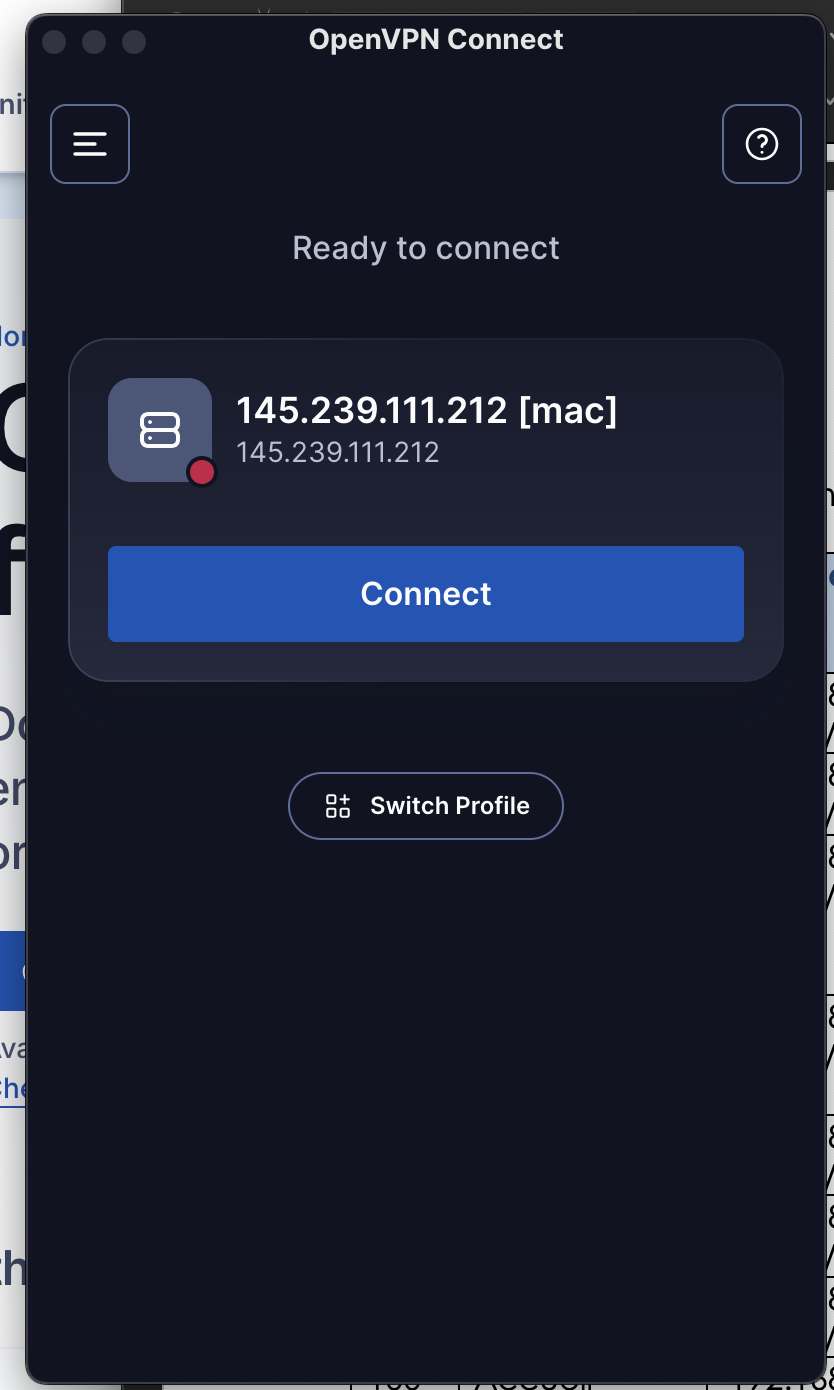 OpenVPN Connect
Ready to connect
145.239.111.212 [mac]
145.239.111.212
Connect
Switch Profile